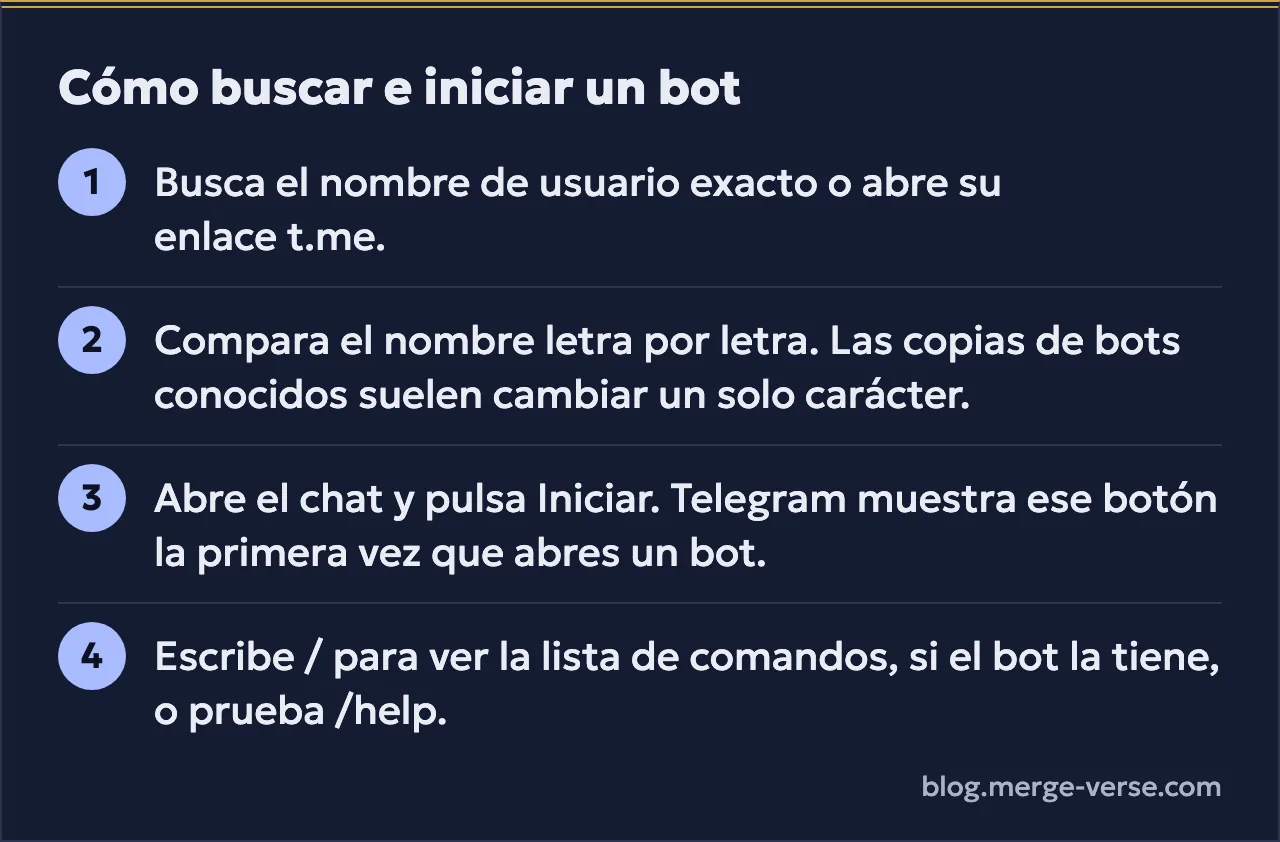 Cómo buscar e iniciar un bot
1
Busca el nombre de usuario exacto o abre su
enlace t.me.
2
Compara el nombre letra por letra. Las copias de bots
conocidos suelen cambiar un solo carácter.
3
Abre el chat y pulsa Iniciar. Telegram muestra ese botón
la primera vez que abres un bot.
4
Escribe / para ver la lista de comandos, si el bot la tiene,
o prueba /help.
blog.merge-verse.com